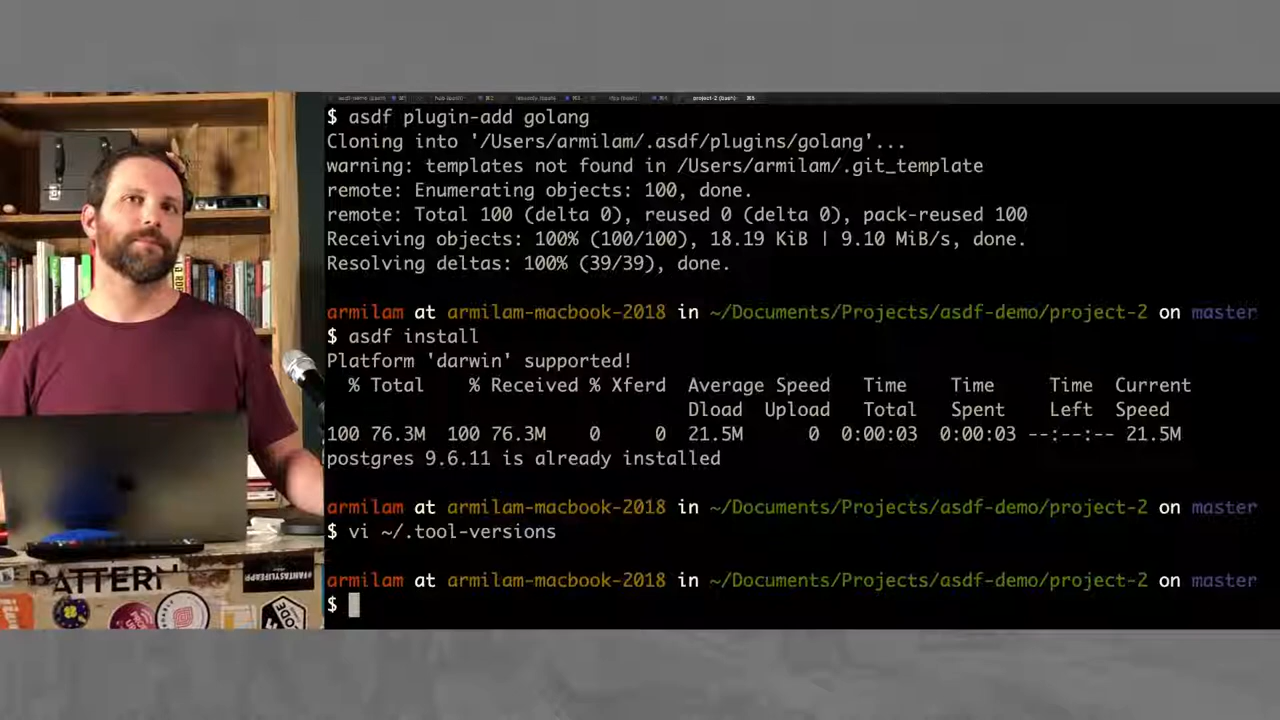 project-2 (bash)
$ asdf plugin-add golang
Cloning into '/Users/armilam/.asdf/plugins/golang'...
warning: templates not found in /Users/armilam/.git_template
remote: Enumerating objects: 100, done.
remote: Total 100 (delta 0), reused 0 (delta 0), pack-reused 100
Receiving objects: 100% (100/100), 18.19 KiB | 9.10 MiB/s, done.
Resolving deltas: 100% (39/39), done.
armilam at armilam-macbook-2018 in ~/Documents/Projects/asdf-demo/project-2 on master
$ asdf install
Platform 'darwin' supported!
% Total % Received % Xferd Average Speed Time Time Time Current
Dload Upload Total Spent Left Speed
100 76.3M 100 76.3M 0 0 21.5M 0 0:00:03 0:00:03 --:--:-- 21.5M
postgres 9.6.11 is already installed
armilam at armilam-macbook-2018 in ~/Documents/Projects/asdf-demo/project-2 on master
$ vi ~/.tool-versions
armilam at armilam-macbook-2018 in ~/Documents/Projects/asdf-demo/project-2 on master
$
PATTERN
#FANTASYLIFEAPP